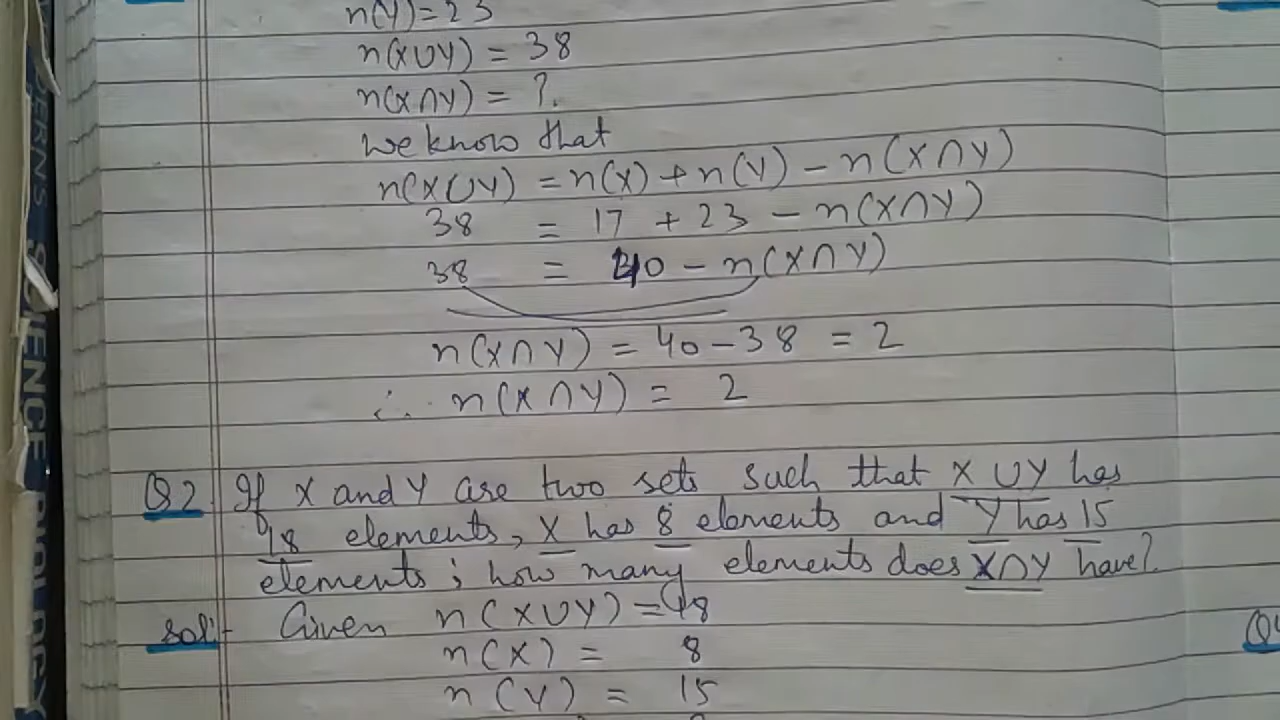 n(Y)=23
n(X∪Y) = 38
n(X∩Y) = ?.
we know that
n(X∪Y) = n(X) + n(Y) - n(X∩Y)
38 = 17 + 23 - n(X∩Y)
38 = 40 - n(X∩Y)
n(X∩Y) = 40-38 = 2
∴ n(X∩Y) = 2
Q2. If X and Y are two sets such that X∪Y has
18 elements, X has 8 elements and Y has 15
elements; how many elements does X∩Y have?
sol:- Given n(X∪Y) = 18
n(X) = 8
n(Y) = 15
SCIENCE